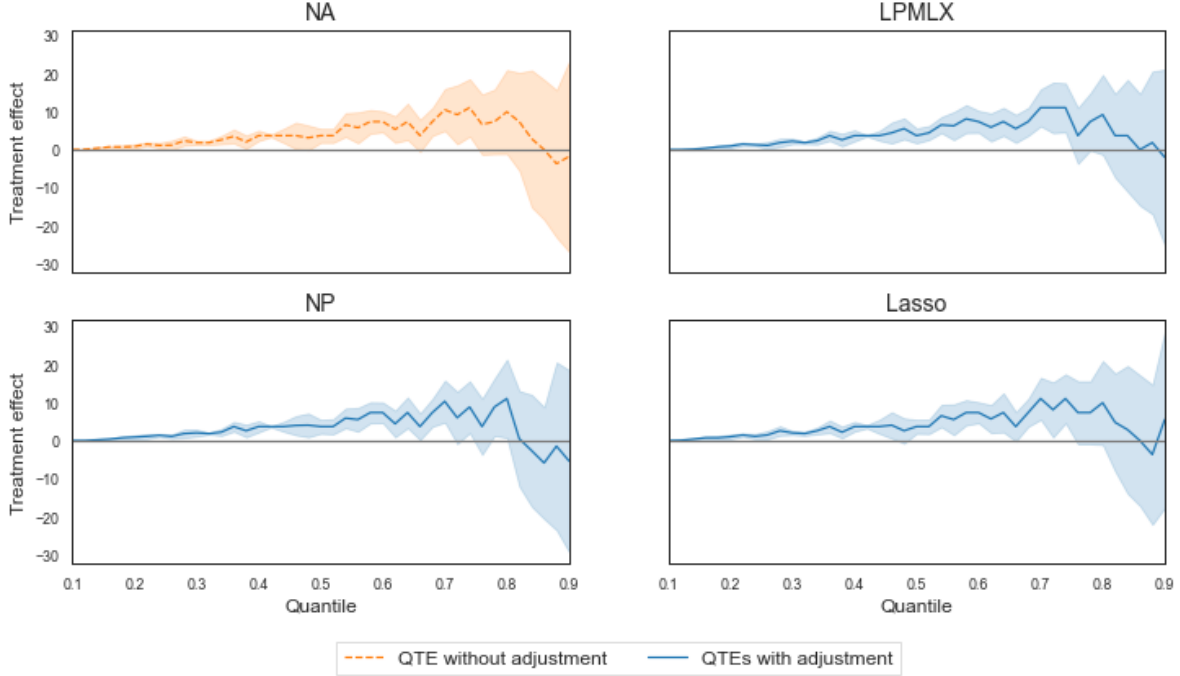 NA
LPMLX
Treatment effect
30
20
10
0
−10
−20
−30
NP
Lasso
Treatment effect
30
20
10
0
−10
−20
−30
0.1 0.2 0.3 0.4 0.5 0.6 0.7 0.8 0.9
0.1 0.2 0.3 0.4 0.5 0.6 0.7 0.8 0.9
Quantile
Quantile
QTE without adjustment
QTEs with adjustment